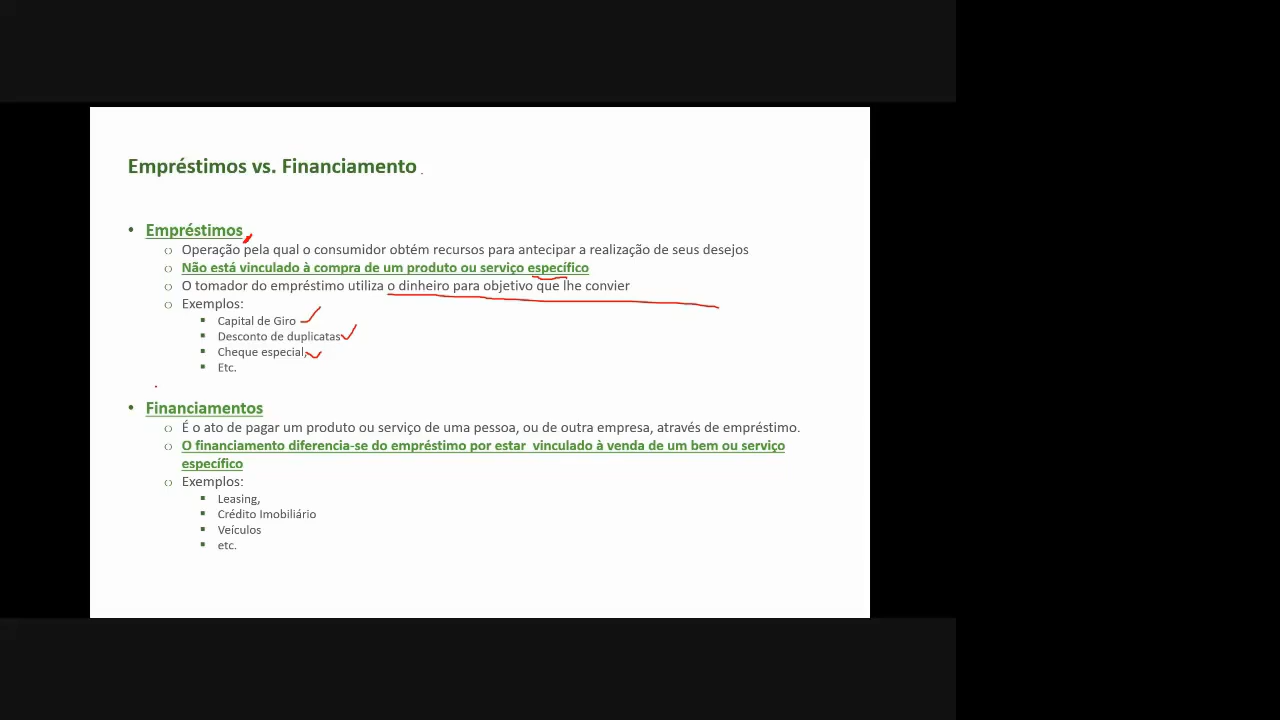 Empréstimos vs. Financiamento
• Empréstimos
o Operação pela qual o consumidor obtém recursos para antecipar a realização de seus desejos
o Não está vinculado à compra de um produto ou serviço específico
o O tomador do empréstimo utiliza o dinheiro para objetivo que lhe convier
o Exemplos:
▪ Capital de Giro
▪ Desconto de duplicatas
▪ Cheque especial,
▪ Etc.
• Financiamentos
o É o ato de pagar um produto ou serviço de uma pessoa, ou de outra empresa, através de empréstimo.
o O financiamento diferencia-se do empréstimo por estar  vinculado à venda de um bem ou serviço
específico
o Exemplos:
▪ Leasing,
▪ Crédito Imobiliário
▪ Veículos
▪ etc.